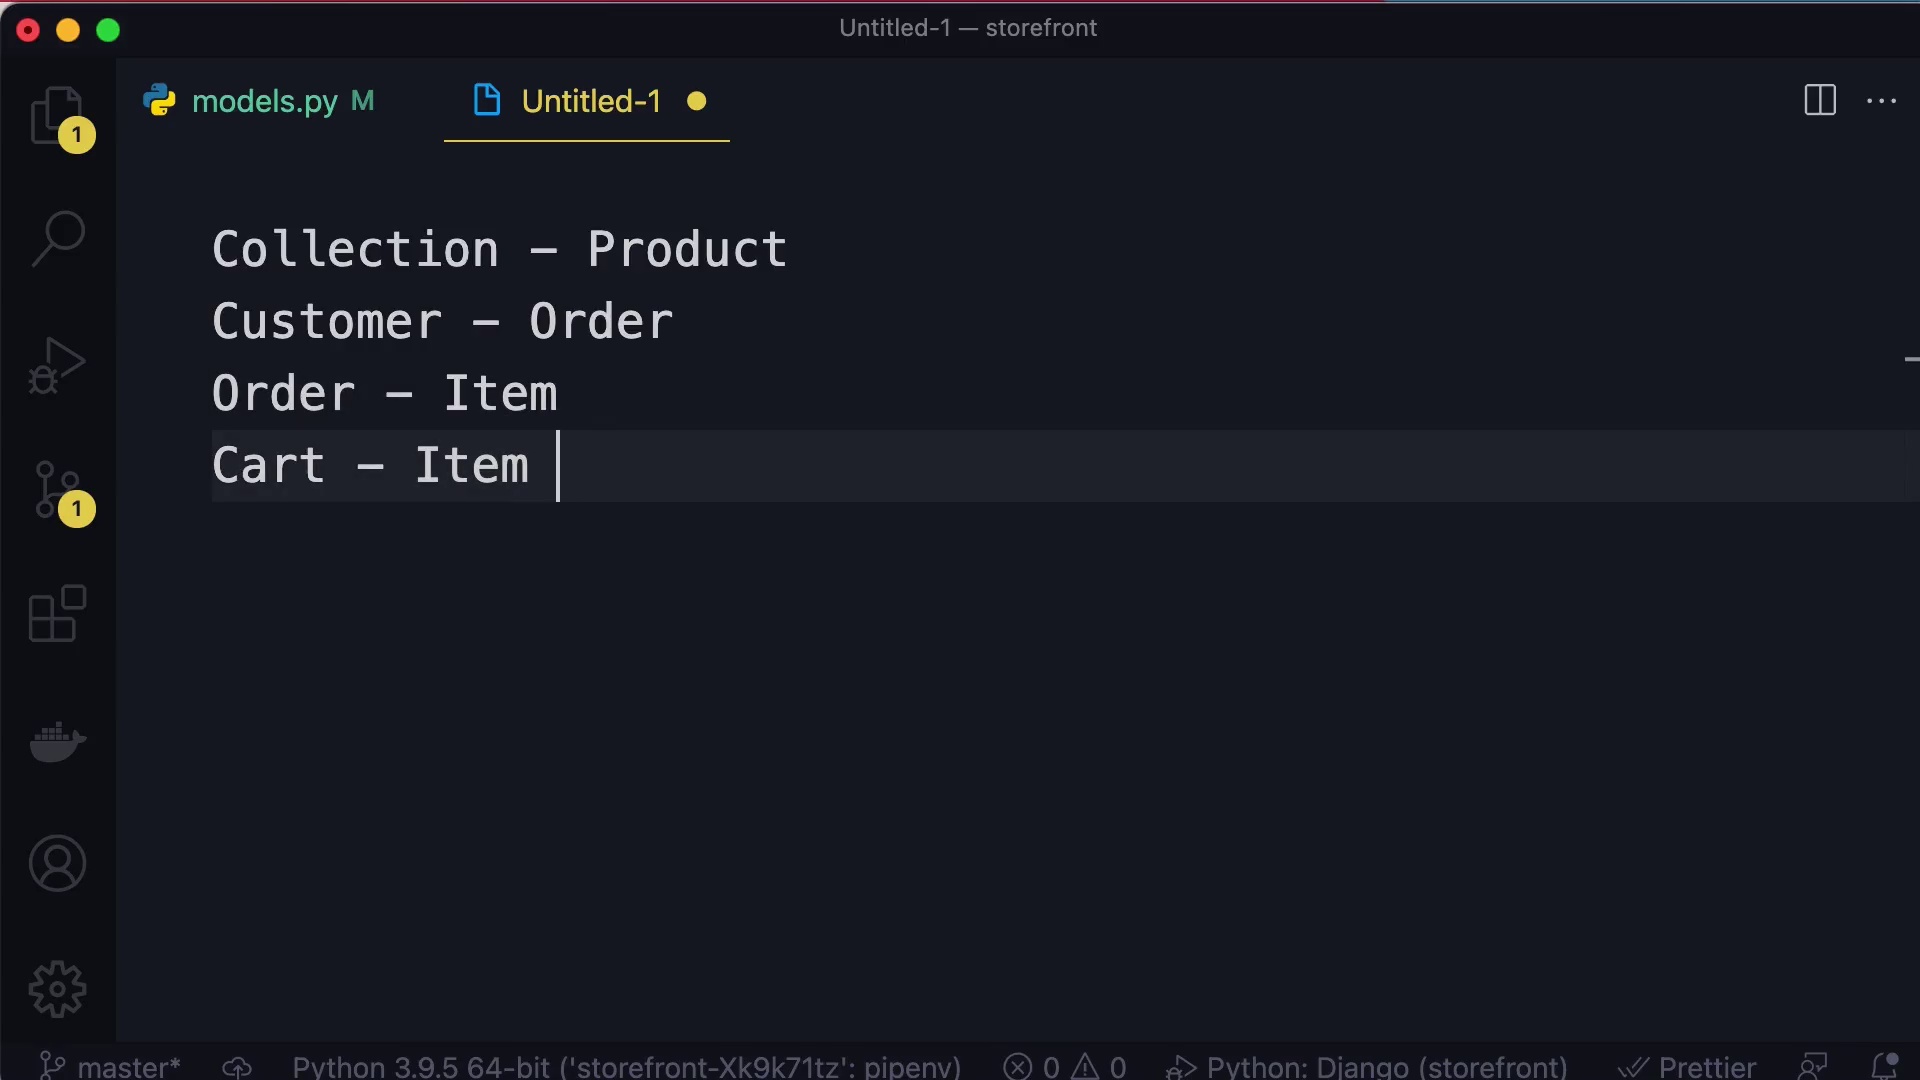 Untitled-1 — storefront
models.py M Untitled-1
1
Collection - Product
Customer - Order
Order - Item
Cart - Item
1
master* Python 3.9.5 64-bit ('storefront-Xk9k71tz': pipenv) 0 0 Python: Django (storefront) Prettier